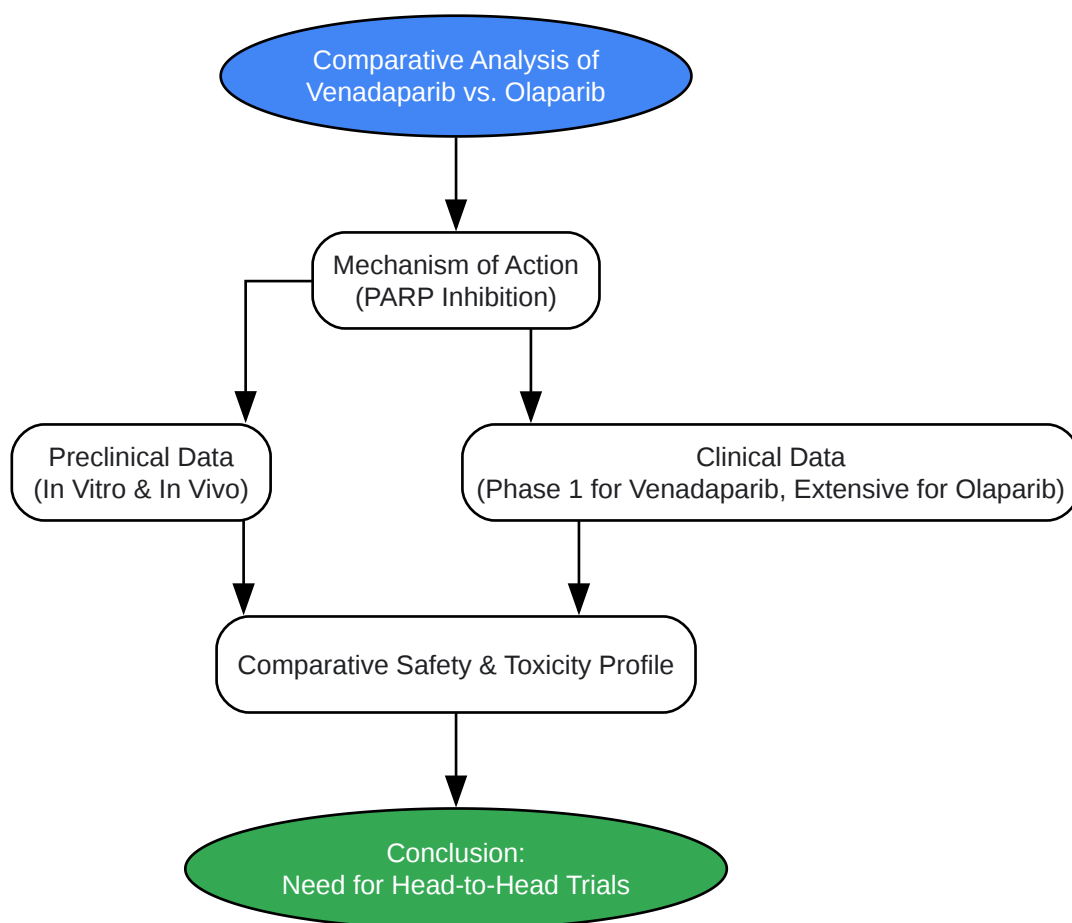 Comparative Analysis of
Venadaparib vs. Olaparib
Mechanism of Action
(PARP Inhibition)
Preclinical Data
(In Vitro & In Vivo)
Clinical Data
(Phase 1 for Venadaparib, Extensive for Olaparib)
Comparative Safety & Toxicity Profile
Conclusion:
Need for Head-to-Head Trials